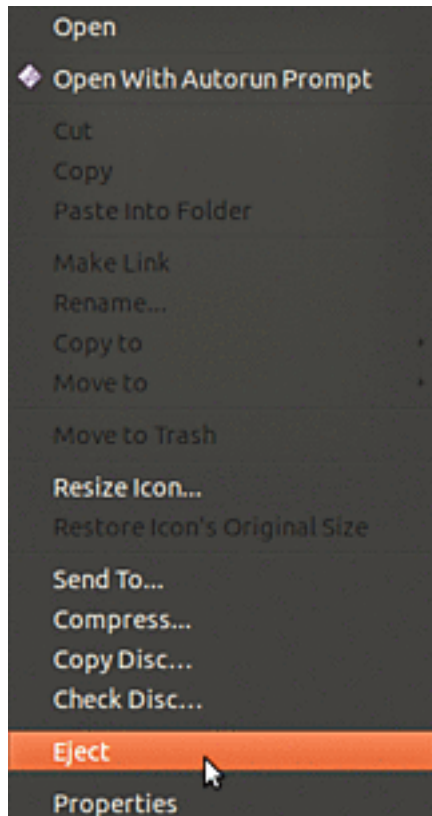 Open
Open With Autorun Prompt
Cut
Copy
Paste Into Folder
Make Link
Rename...
Copy to
Move to
Move to Trash
Resize Icon...
Restore Icon's Original Size
Send To...
Compress...
Copy Disc...
Check Disc...
Eject
Properties